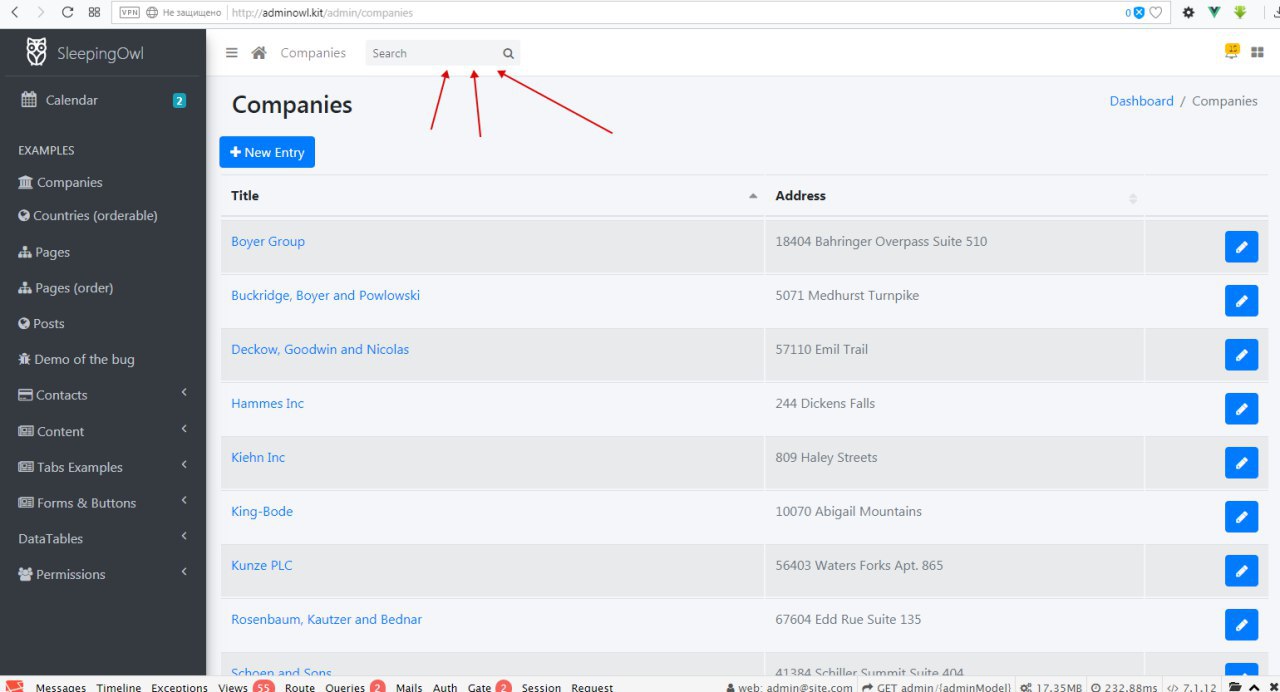 VPN Не защищено http://adminowl.kit/admin/companies 0
SleepingOwl
Companies Search
Calendar 2
Companies
Dashboard / Companies
EXAMPLES
New Entry
Companies
Title Address
Countries (orderable)
Boyer Group 18404 Bahringer Overpass Suite 510
Pages
Pages (order)
Buckridge, Boyer and Powlowski 5071 Medhurst Turnpike
Posts
Demo of the bug
Deckow, Goodwin and Nicolas 57110 Emil Trail
Contacts
Hammes Inc 244 Dickens Falls
Content
Kiehn Inc 809 Haley Streets
Tabs Examples
Forms & Buttons
King-Bode 10070 Abigail Mountains
DataTables
Kunze PLC 56403 Waters Forks Apt. 865
Permissions
Rosenbaum, Kautzer and Bednar 67604 Edd Rue Suite 135
Schoen and Sons 41384 Schiller Summit Suite 404
Messages Timeline Exceptions Views 55 Route Queries 2 Mails Auth Gate 2 Session Request web: admin@site.com GET admin/{adminModel} 17.35MB 232.88ms </> 7.1.12